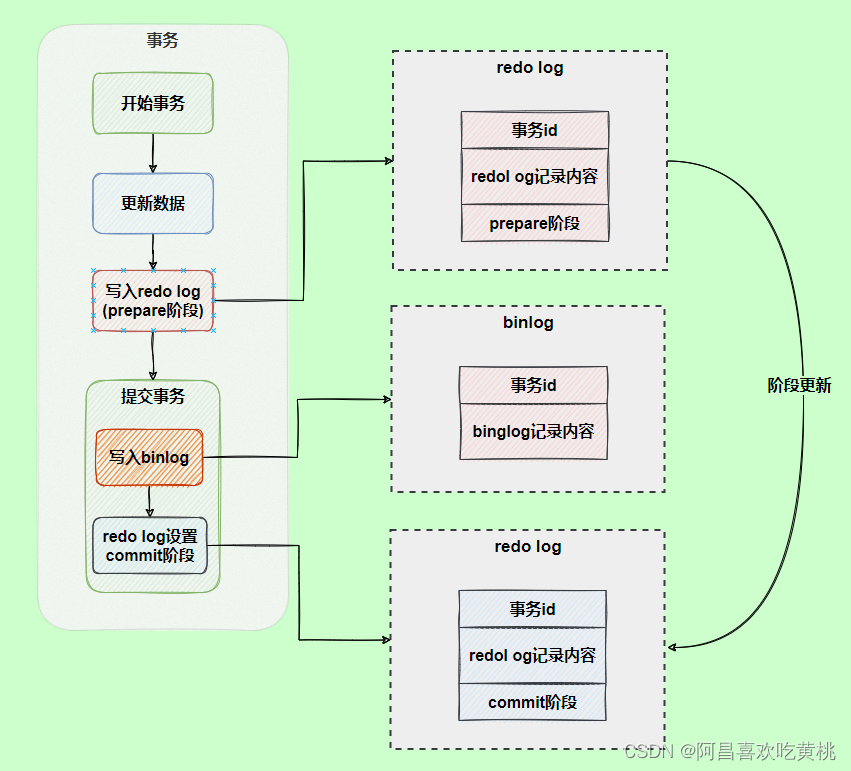 事务
开始事务
更新数据
写入redo log
(prepare阶段)
提交事务
写入binlog
redo log设置
commit阶段
redo log
事务id
redol og记录内容
prepare阶段
binlog
事务id
binglog记录内容
redo log
事务id
redol og记录内容
commit阶段
阶段更新
CSDN @阿昌喜欢吃黄桃